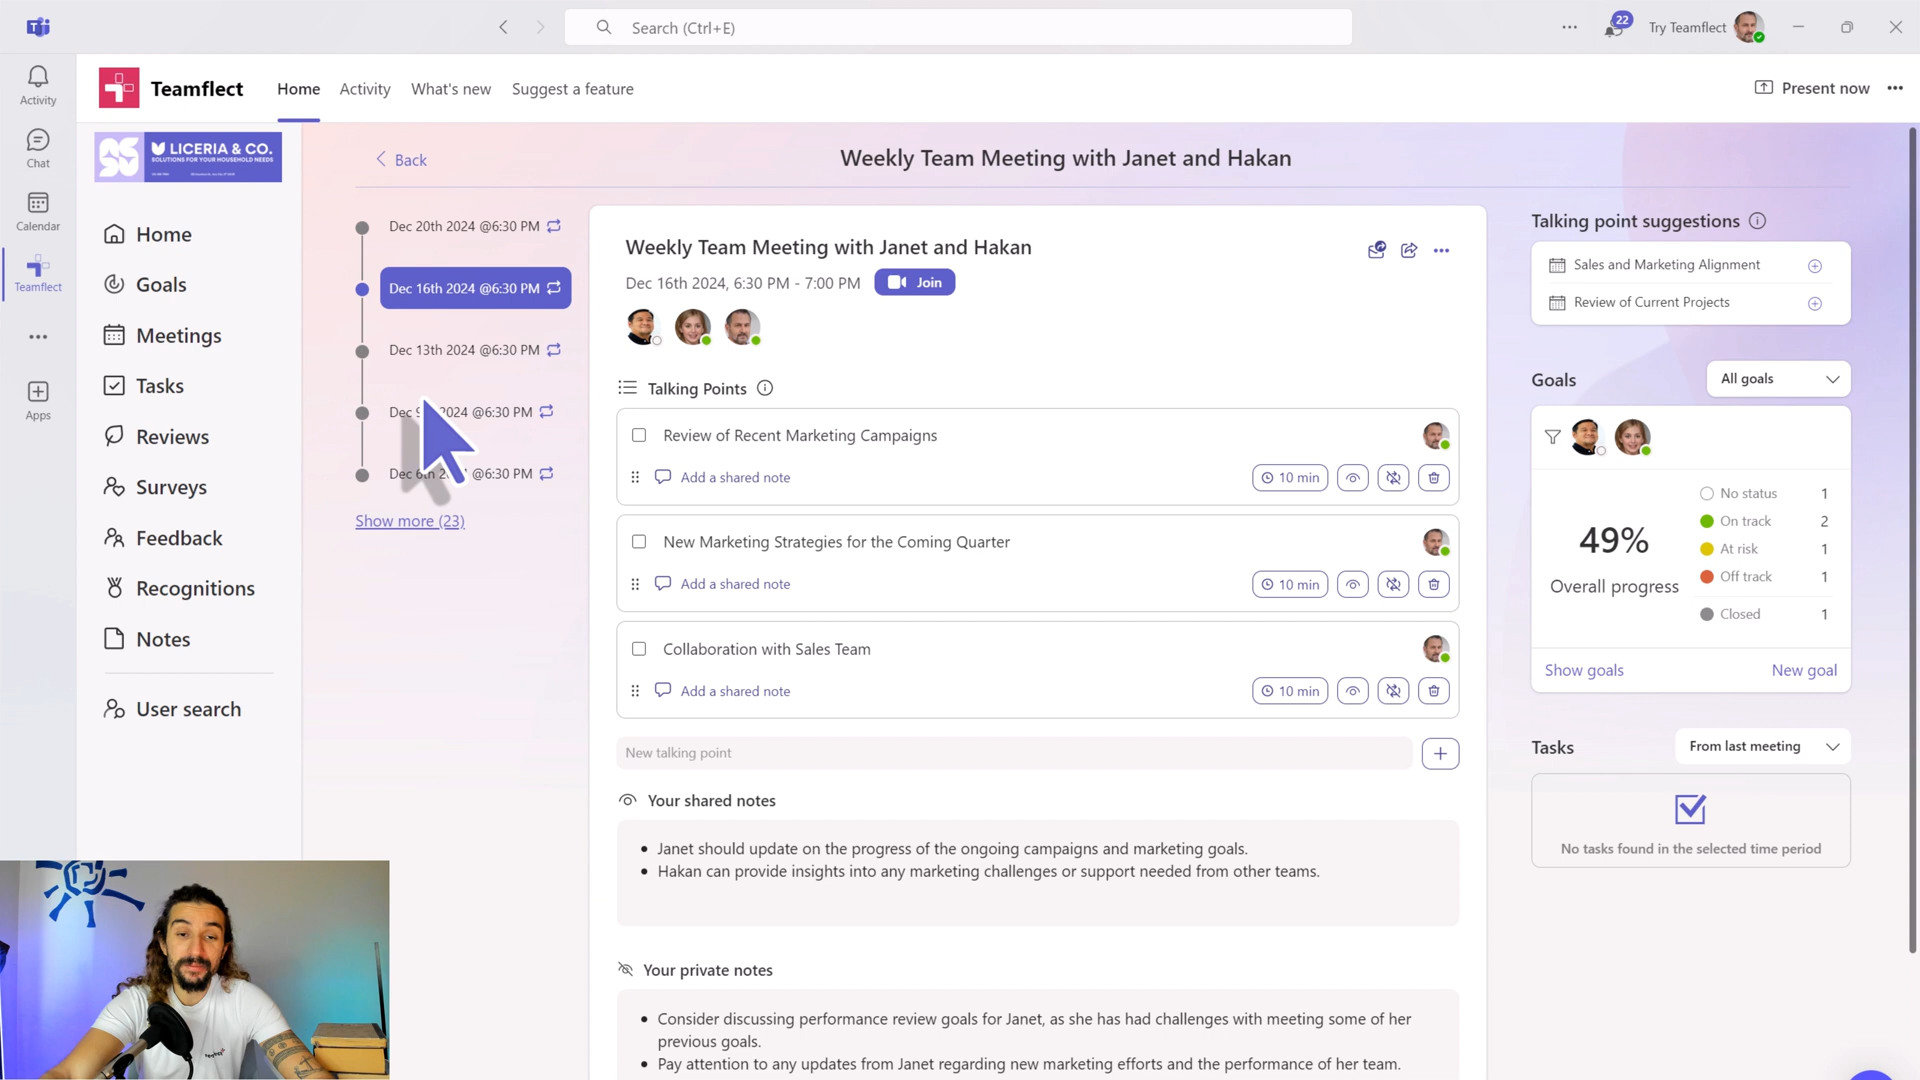 Search (Ctrl+E)
22
Try Teamflect
Activity
Chat
Calendar
Teamflect
Apps
Teamflect
Home
Activity
What's new
Suggest a feature
Present now
LICERIA & CO.
SOLUTIONS FOR YOUR HOUSEHOLD NEEDS
Home
Goals
Meetings
Tasks
Reviews
Surveys
Feedback
Recognitions
Notes
User search
Back
Weekly Team Meeting with Janet and Hakan
Dec 20th 2024 @6:30 PM
Dec 16th 2024 @6:30 PM
Dec 13th 2024 @6:30 PM
Dec 2024 @6:30 PM
Dec 6th @6:30 PM
Show more (23)
Weekly Team Meeting with Janet and Hakan
Dec 16th 2024, 6:30 PM - 7:00 PM
Join
Talking Points
Review of Recent Marketing Campaigns
Add a shared note
10 min
New Marketing Strategies for the Coming Quarter
Add a shared note
10 min
Collaboration with Sales Team
Add a shared note
10 min
New talking point
Your shared notes
• Janet should update on the progress of the ongoing campaigns and marketing goals.
• Hakan can provide insights into any marketing challenges or support needed from other teams.
Your private notes
• Consider discussing performance review goals for Janet, as she has had challenges with meeting some of her
previous goals.
• Pay attention to any updates from Janet regarding new marketing efforts and the performance of her team.
Talking point suggestions
Sales and Marketing Alignment
Review of Current Projects
Goals
All goals
49%
Overall progress
No status 1
On track 2
At risk 1
Off track 1
Closed 1
Show goals
New goal
Tasks
From last meeting
No tasks found in the selected time period